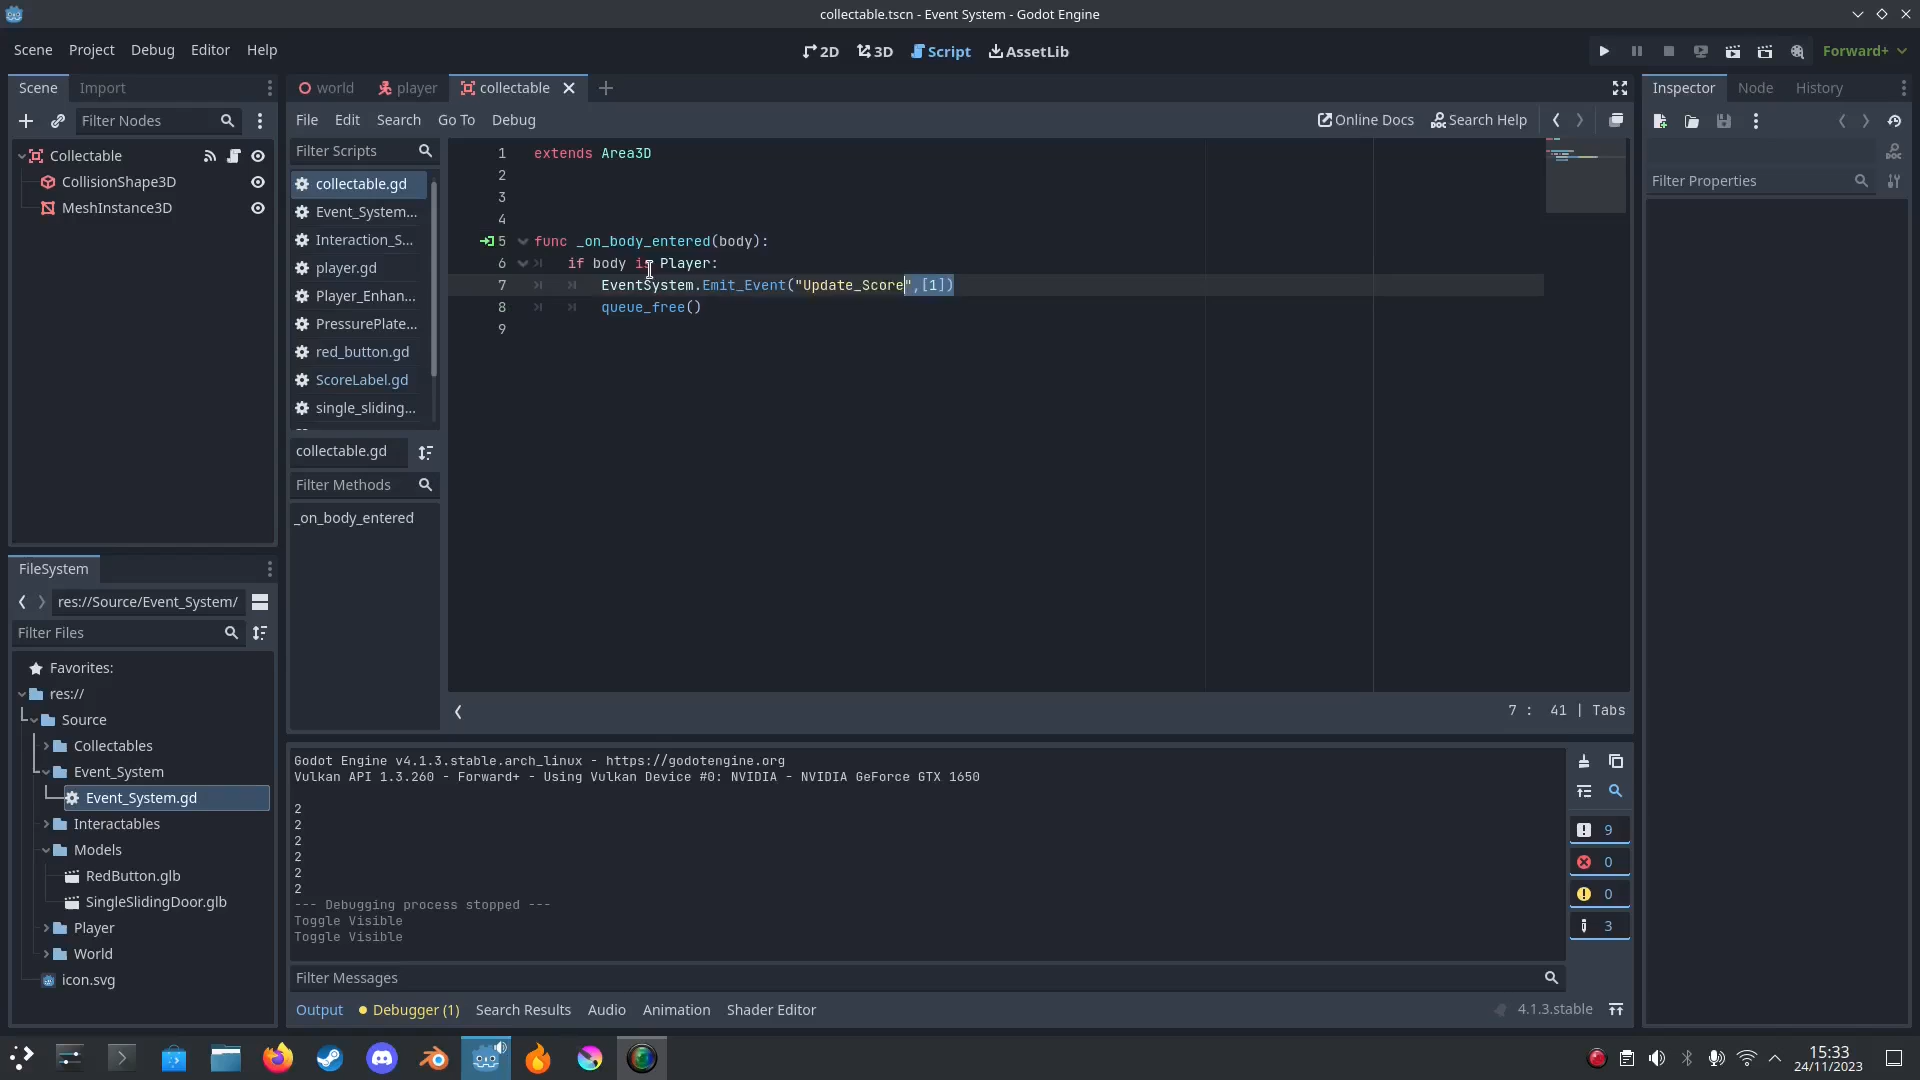 collectable.tscn - Event System - Godot Engine
Scene Project Debug Editor Help
2D 3D Script AssetLib
Forward+
Scene Import
Filter Nodes
Collectable
CollisionShape3D
MeshInstance3D
FileSystem
res://Source/Event_System/
Filter Files
Favorites:
res://
Source
Collectables
Event_System
Event_System.gd
Interactables
Models
RedButton.glb
SingleSlidingDoor.glb
Player
World
icon.svg
world player collectable
File Edit Search Go To Debug
Online Docs Search Help
Filter Scripts
collectable.gd
Event_System...
Interaction_S...
player.gd
Player_Enhan...
PressurePlate...
red_button.gd
ScoreLabel.gd
single_sliding...
collectable.gd
Filter Methods
_on_body_entered
1 extends Area3D
2
3
4
5 func _on_body_entered(body):
6 if body is Player:
7 EventSystem.Emit_Event("Update_Score",[1])
8 queue_free()
9
7 : 41 | Tabs
Godot Engine v4.1.3.stable.arch_linux - https://godotengine.org
Vulkan API 1.3.260 - Forward+ - Using Vulkan Device #0: NVIDIA - NVIDIA GeForce GTX 1650
2
2
2
2
2
2
--- Debugging process stopped ---
Toggle Visible
Toggle Visible
9
0
0
3
Filter Messages
Output Debugger (1) Search Results Audio Animation Shader Editor
4.1.3.stable
Inspector Node History
Filter Properties
15:33
24/11/2023